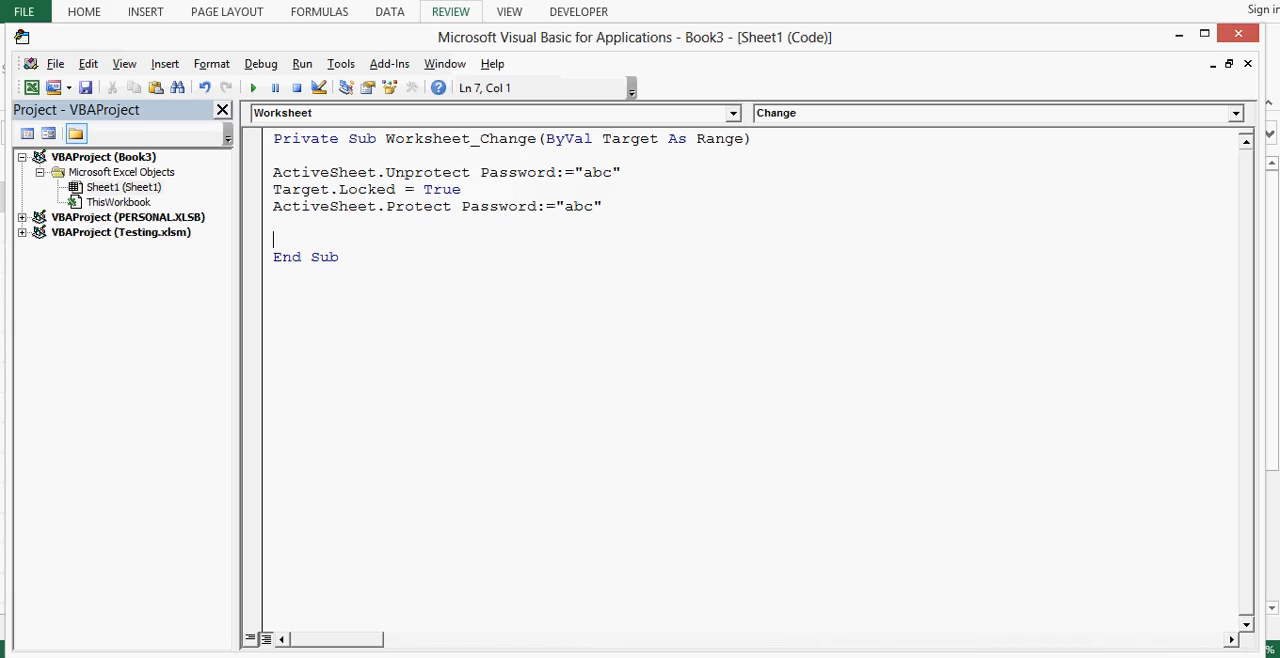 FILE HOME INSERT PAGE LAYOUT FORMULAS DATA REVIEW VIEW DEVELOPER Sign in
Microsoft Visual Basic for Applications - Book3 - [Sheet1 (Code)]
File Edit View Insert Format Debug Run Tools Add-Ins Window Help
Ln 7, Col 1
Project - VBAProject
Worksheet Change
VBAProject (Book3)
Microsoft Excel Objects
Sheet1 (Sheet1)
ThisWorkbook
VBAProject (PERSONAL.XLSB)
VBAProject (Testing.xlsm)
Private Sub Worksheet_Change(ByVal Target As Range)
ActiveSheet.Unprotect Password:="abc"
Target.Locked = True
ActiveSheet.Protect Password:="abc"
End Sub
%